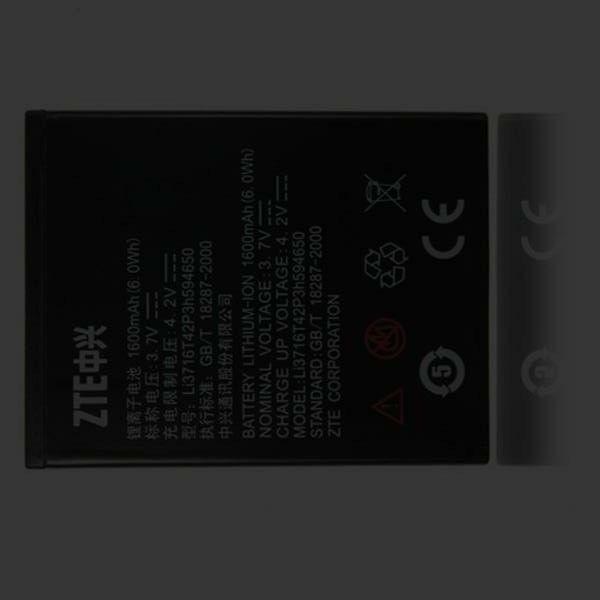 ZTE中兴
锂离子电池 1600mAh(6.0Wh)
标称电压:3.7V
充电限制电压:4.2V
型号:Li3716T42P3h594650
执行标准:GB/T 18287-2000
中兴通讯股份有限公司
BATTERY LITHIUM-ION 1600mAh(6.0Wh)
NOMINAL VOLTAGE:3.7V
CHARGE UP VOLTAGE:4.2V
MODEL:Li3716T42P3h594650
STANDARD:GB/T 18287-2000
ZTE CORPORATION
CE
5